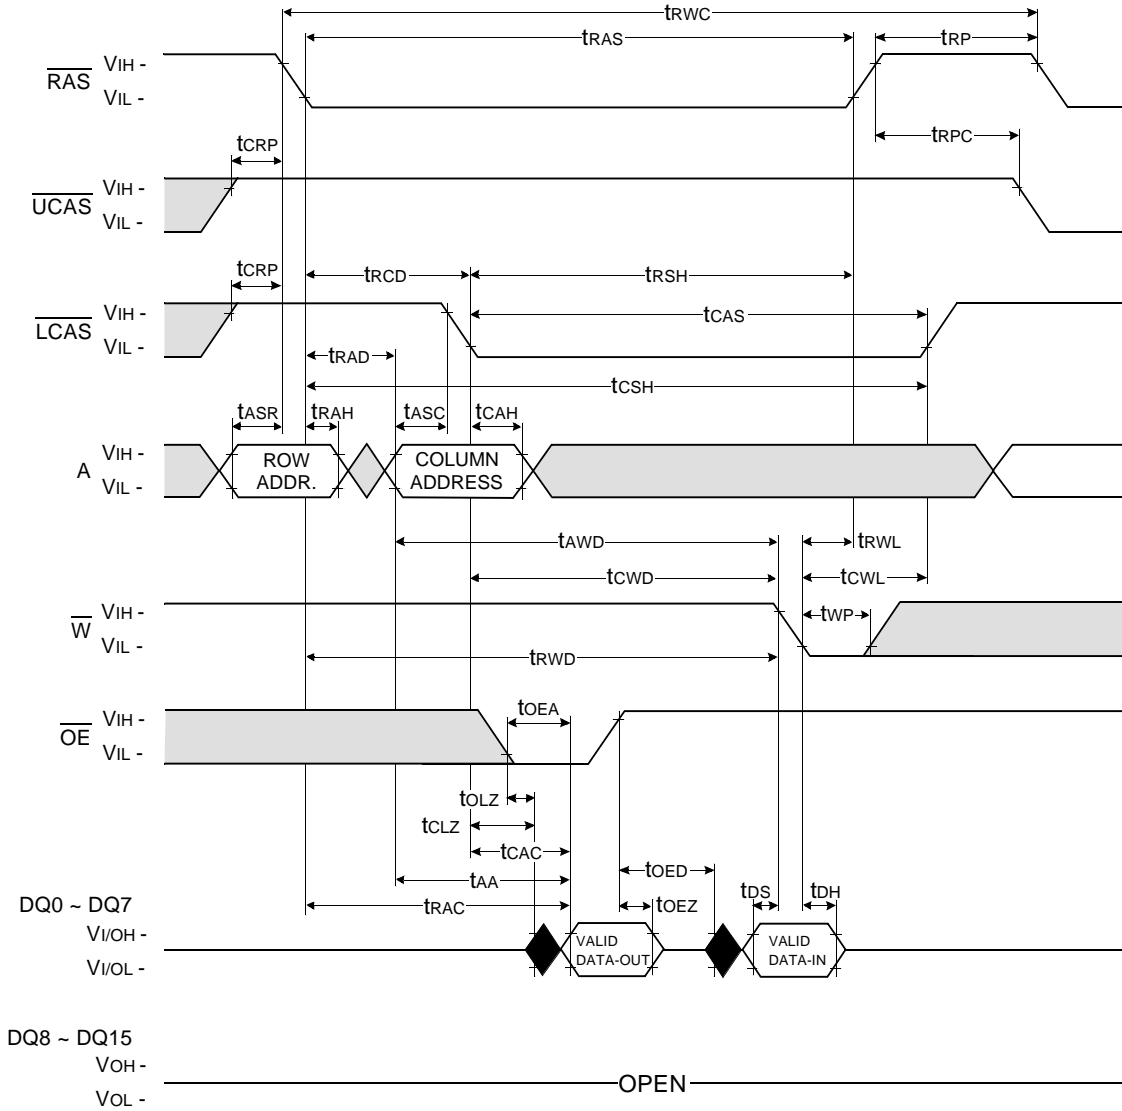 tRWC
tRAS
tRP
RAS
VIH -
VIL -
tCRP
tRPC
UCAS
VIH -
VIL -
tCRP
tRCD
tRSH
LCAS
VIH -
VIL -
tCAS
tRAD
tCSH
tASR
tRAH
tASC
tCAH
A
VIH -
VIL -
ROW
ADDR.
COLUMN
ADDRESS
tAWD
tRWL
tCWD
tCWL
W
VIH -
VIL -
tWP
tRWD
OE
VIH -
VIL -
tOEA
tOLZ
tCLZ
tCAC
tOED
tAA
tDS
tDH
tRAC
tOEZ
DQ0 ~ DQ7
VI/OH -
VI/OL -
VALID
DATA-OUT
VALID
DATA-IN
DQ8 ~ DQ15
VOH -
VOL -
OPEN